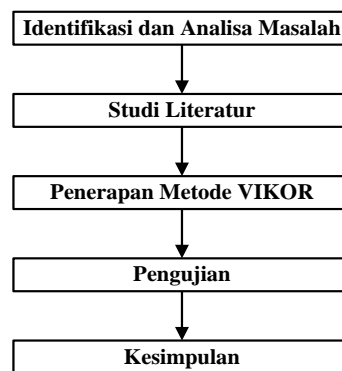 Identifikasi dan Analisa Masalah
Studi Literatur
Penerapan Metode VIKOR
Pengujian
Kesimpulan